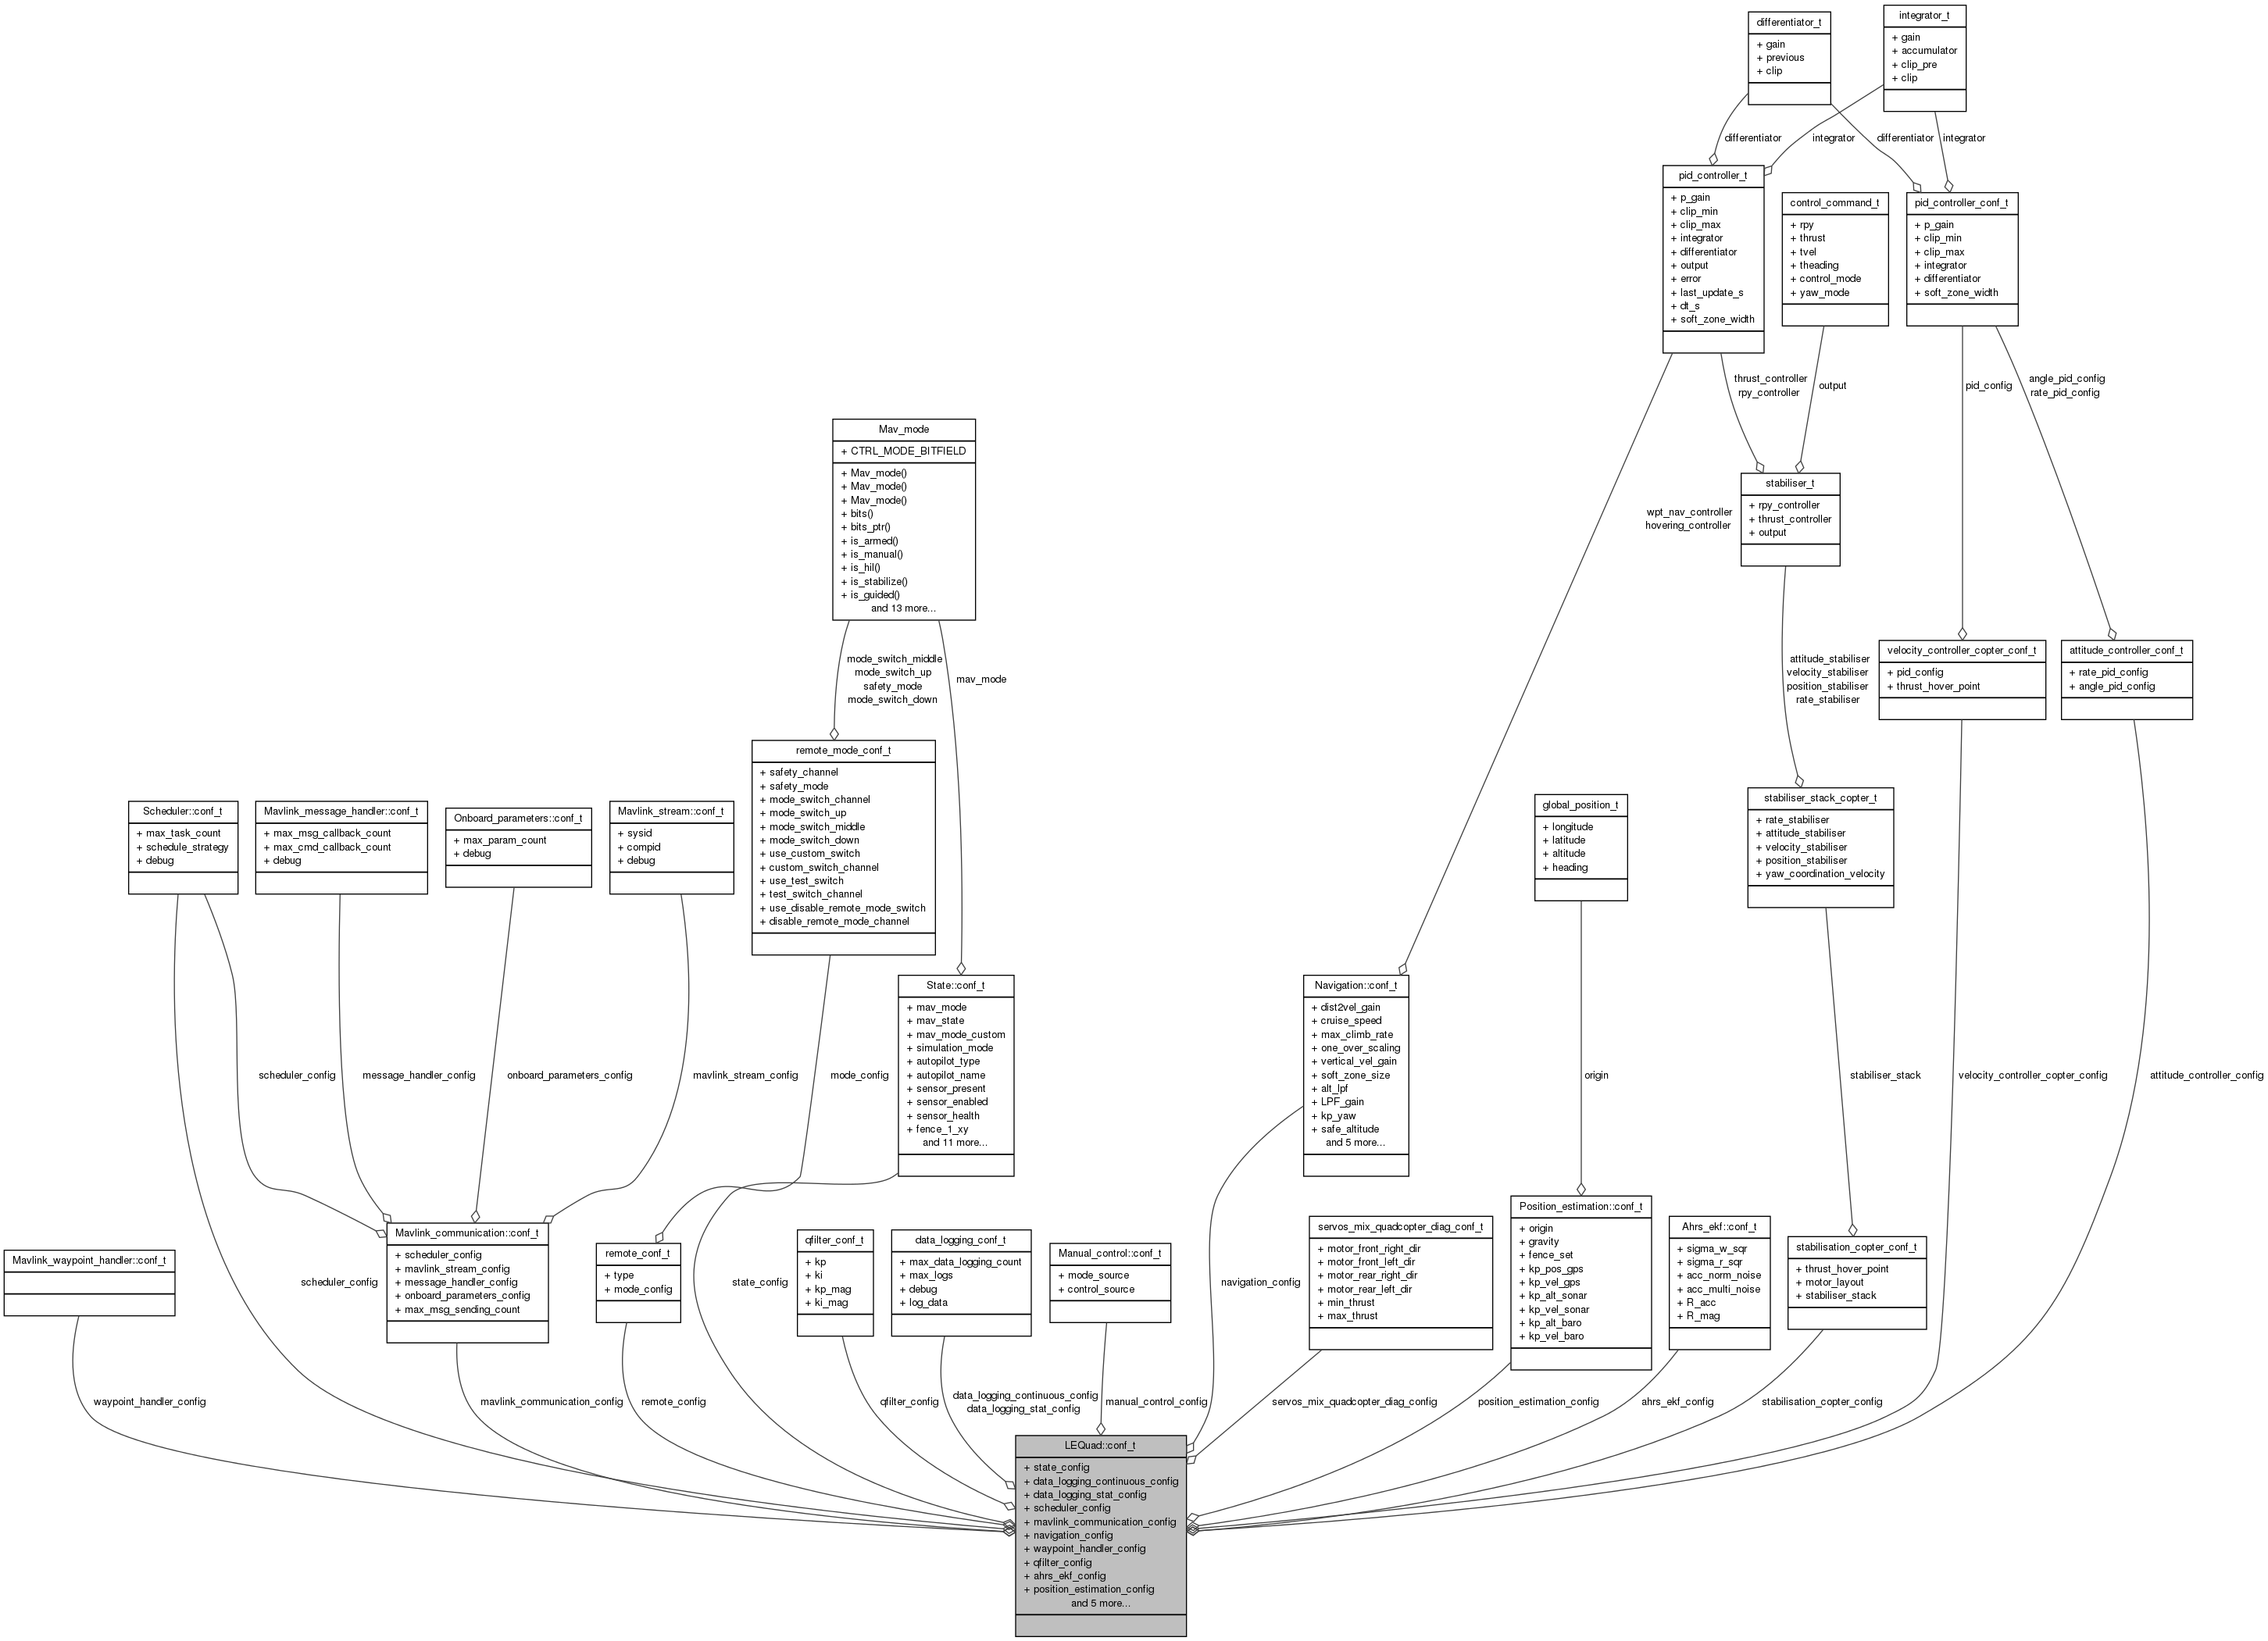 differentiator_t
+ gain
+ previous
+ clip
integrator_t
+ gain
+ accumulator
+ clip_pre
+ clip
differentiator
integrator
differentiator
integrator
pid_controller_t
+ p_gain
+ clip_min
+ clip_max
+ integrator
+ differentiator
+ output
+ error
+ last_update_s
+ dt_s
+ soft_zone_width
control_command_t
+ rpy
+ thrust
+ tvel
+ theading
+ control_mode
+ yaw_mode
pid_controller_conf_t
+ p_gain
+ clip_min
+ clip_max
+ integrator
+ differentiator
+ soft_zone_width
thrust_controller
rpy_controller
output
pid_config
angle_pid_config
rate_pid_config
Mav_mode
+ CTRL_MODE_BITFIELD
+ Mav_mode()
+ Mav_mode()
+ Mav_mode()
+ bits()
+ bits_ptr()
+ is_armed()
+ is_manual()
+ is_hil()
+ is_stabilize()
+ is_guided()
and 13 more...
wpt_nav_controller
hovering_controller
stabiliser_t
+ rpy_controller
+ thrust_controller
+ output
mode_switch_middle
mode_switch_up
safety_mode
mode_switch_down
mav_mode
attitude_stabiliser
velocity_stabiliser
position_stabiliser
rate_stabiliser
velocity_controller_copter_conf_t
+ pid_config
+ thrust_hover_point
attitude_controller_conf_t
+ rate_pid_config
+ angle_pid_config
Scheduler::conf_t
+ max_task_count
+ schedule_strategy
+ debug
Mavlink_message_handler::conf_t
+ max_msg_callback_count
+ max_cmd_callback_count
+ debug
Onboard_parameters::conf_t
+ max_param_count
+ debug
Mavlink_stream::conf_t
+ sysid
+ compid
+ debug
remote_mode_conf_t
+ safety_channel
+ safety_mode
+ mode_switch_channel
+ mode_switch_up
+ mode_switch_middle
+ mode_switch_down
+ use_custom_switch
+ custom_switch_channel
+ use_test_switch
+ test_switch_channel
+ use_disable_remote_mode_switch
+ disable_remote_mode_channel
global_position_t
+ longitude
+ latitude
+ altitude
+ heading
stabiliser_stack_copter_t
+ rate_stabiliser
+ attitude_stabiliser
+ velocity_stabiliser
+ position_stabiliser
+ yaw_coordination_velocity
State::conf_t
+ mav_mode
+ mav_state
+ mav_mode_custom
+ simulation_mode
+ autopilot_type
+ autopilot_name
+ sensor_present
+ sensor_enabled
+ sensor_health
+ fence_1_xy
and 11 more...
Navigation::conf_t
+ dist2vel_gain
+ cruise_speed
+ max_climb_rate
+ one_over_scaling
+ vertical_vel_gain
+ soft_zone_size
+ alt_lpf
+ LPF_gain
+ kp_yaw
+ safe_altitude
and 5 more...
scheduler_config
message_handler_config
onboard_parameters_config
mavlink_stream_config
mode_config
origin
stabiliser_stack
velocity_controller_copter_config
attitude_controller_config
Mavlink_waypoint_handler::conf_t
scheduler_config
Mavlink_communication::conf_t
+ scheduler_config
+ mavlink_stream_config
+ message_handler_config
+ onboard_parameters_config
+ max_msg_sending_count
remote_conf_t
+ type
+ mode_config
state_config
qfilter_conf_t
+ kp
+ ki
+ kp_mag
+ ki_mag
data_logging_conf_t
+ max_data_logging_count
+ max_logs
+ debug
+ log_data
Manual_control::conf_t
+ mode_source
+ control_source
navigation_config
servos_mix_quadcopter_diag_conf_t
+ motor_front_right_dir
+ motor_front_left_dir
+ motor_rear_right_dir
+ motor_rear_left_dir
+ min_thrust
+ max_thrust
Position_estimation::conf_t
+ origin
+ gravity
+ fence_set
+ kp_pos_gps
+ kp_vel_gps
+ kp_alt_sonar
+ kp_vel_sonar
+ kp_alt_baro
+ kp_vel_baro
Ahrs_ekf::conf_t
+ sigma_w_sqr
+ sigma_r_sqr
+ acc_norm_noise
+ acc_multi_noise
+ R_acc
+ R_mag
stabilisation_copter_conf_t
+ thrust_hover_point
+ motor_layout
+ stabiliser_stack
waypoint_handler_config
mavlink_communication_config
remote_config
qfilter_config
data_logging_continuous_config
data_logging_stat_config
manual_control_config
servos_mix_quadcopter_diag_config
position_estimation_config
ahrs_ekf_config
stabilisation_copter_config
LEQuad::conf_t
+ state_config
+ data_logging_continuous_config
+ data_logging_stat_config
+ scheduler_config
+ mavlink_communication_config
+ navigation_config
+ waypoint_handler_config
+ qfilter_config
+ ahrs_ekf_config
+ position_estimation_config
and 5 more...